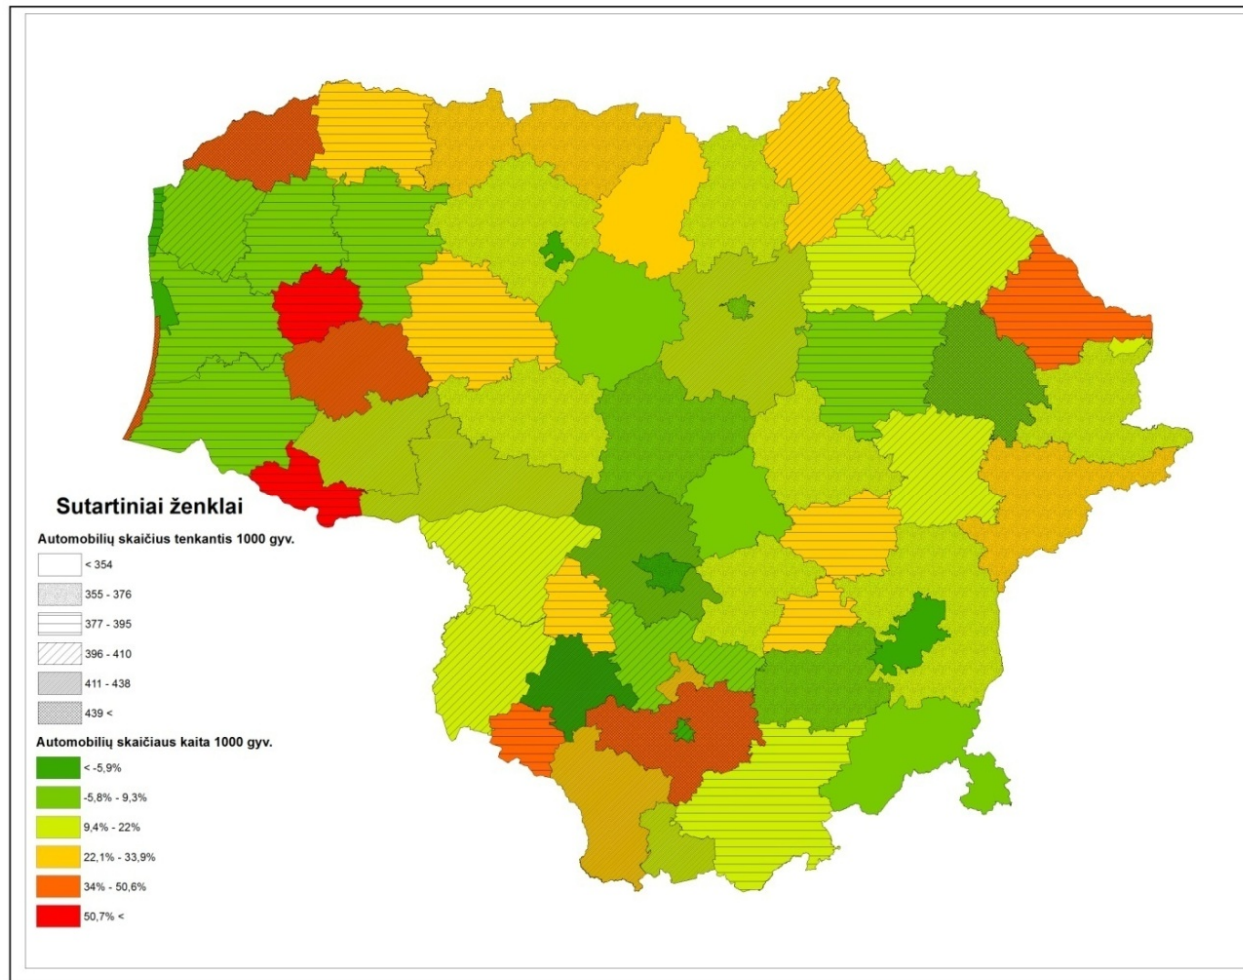 Sutartiniai ženklai
Automobilių skaičius tenkantis 1000 gyv.
< 354
355 - 376
377 - 395
396 - 410
411 - 438
439 <
Automobilių skaičiaus kaita 1000 gyv.
< -5,9%
-5,8% - 9,3%
9,4% - 22%
22,1% - 33,9%
34% - 50,6%
50,7% <